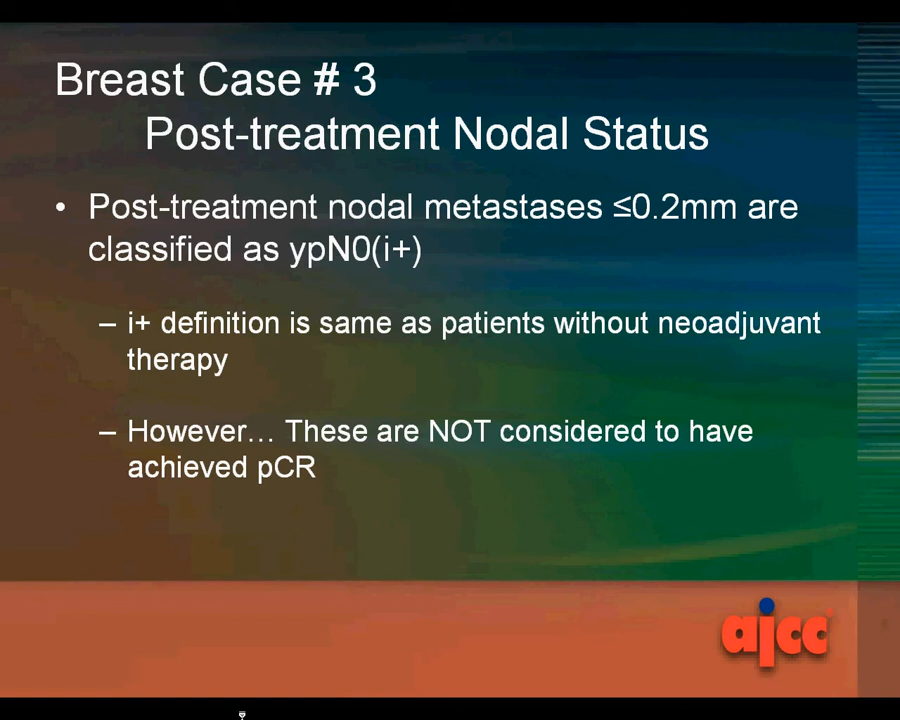 Breast Case # 3
Post-treatment Nodal Status
• Post-treatment nodal metastases ≤0.2mm are
classified as ypN0(i+)
– i+ definition is same as patients without neoadjuvant
therapy
– However… These are NOT considered to have
achieved pCR
ajcc